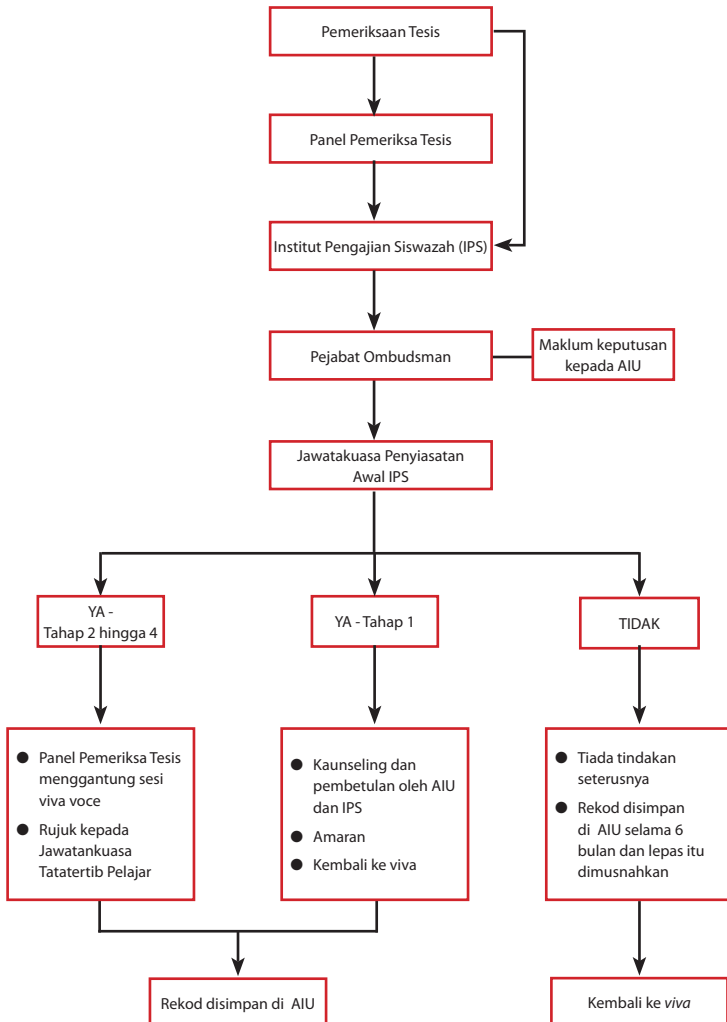 Pemeriksaan Tesis
Panel Pemeriksa Tesis
Institut Pengajian Siswazah (IPS)
Pejabat Ombudsman
Maklum keputusan
kepada AIU
Jawatakuasa Penyiasatan
Awal IPS
YA -
Tahap 2 hingga 4
YA - Tahap 1
TIDAK
● Panel Pemeriksa Tesis
menggantung sesi
viva voce
● Rujuk kepada
Jawatankuasa
Tatatertib Pelajar
● Kaunseling dan
pembetulan oleh AIU
dan IPS
● Amaran
● Kembali ke viva
● Tiada tindakan
seterusnya
● Rekod disimpan
di AIU selama 6
bulan dan lepas itu
dimusnahkan
Rekod disimpan di AIU
Kembali ke viva